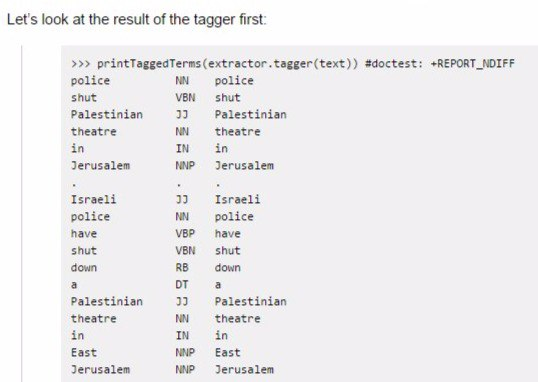 Let's look at the result of the tagger first:
>>> printTaggedTerms(extractor.tagger(text)) #doctest: +REPORT_NDIFF
police NN police
shut VBN shut
Palestinian JJ Palestinian
theatre NN theatre
in IN in
Jerusalem NNP Jerusalem
. . .
Israeli JJ Israeli
police NN police
have VBP have
shut VBN shut
down RB down
a DT a
Palestinian JJ Palestinian
theatre NN theatre
in IN in
East NNP East
Jerusalem NNP Jerusalem